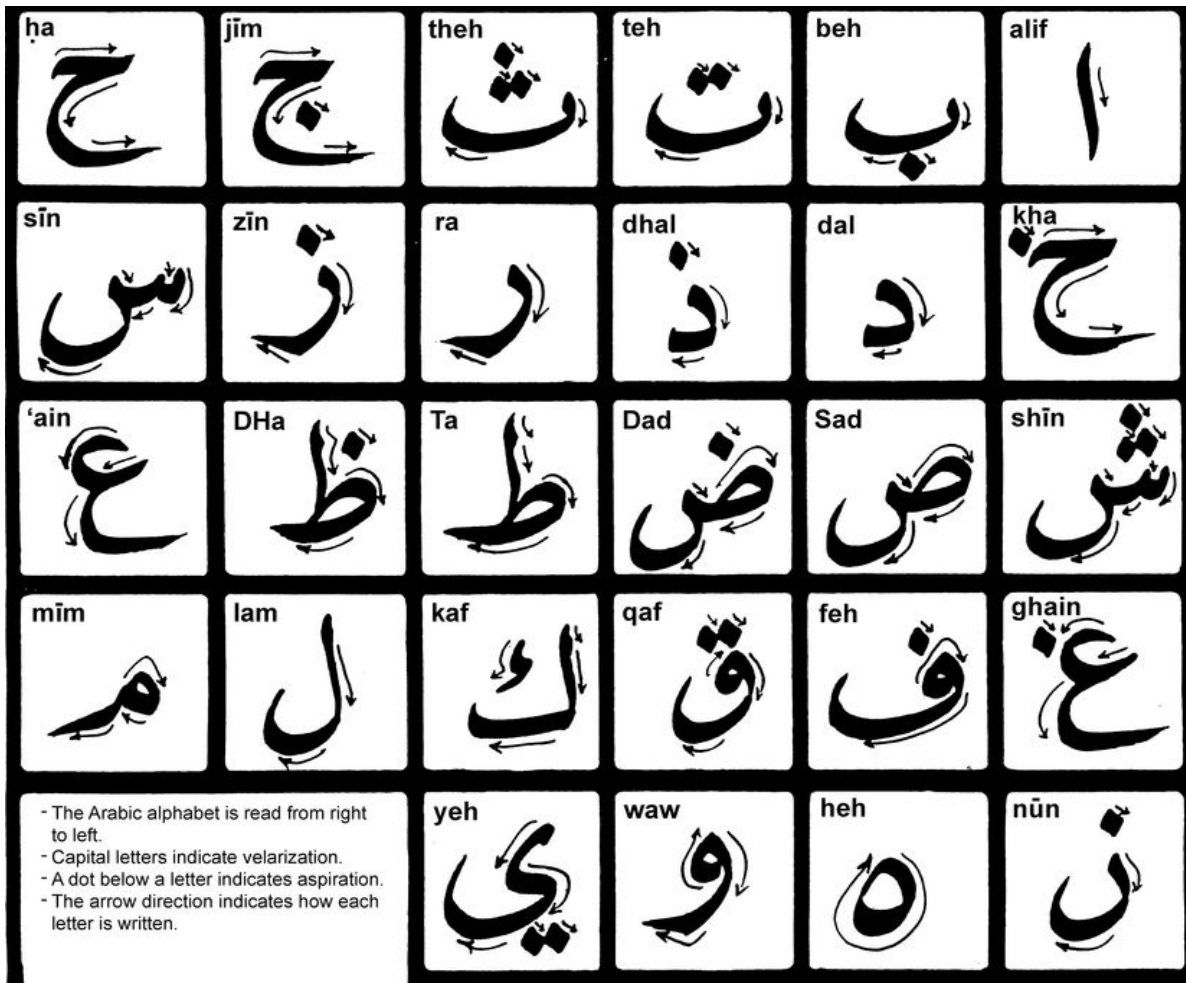 alif
ا
beh
ب
teh
ت
theh
ث
jīm
ج
ḥa
ح
kha
خ
dal
د
dhal
ذ
ra
ر
zīn
ز
sīn
س
shīn
ش
Sad
ص
Dad
ض
Ta
ط
DHa
ظ
‘ain
ع
ghain
غ
feh
ف
qaf
ق
kaf
ك
lam
ل
mīm
م
nūn
ن
heh
ه
waw
و
yeh
ي
- The Arabic alphabet is read from right
to left.
- Capital letters indicate velarization.
- A dot below a letter indicates aspiration.
- The arrow direction indicates how each
letter is written.